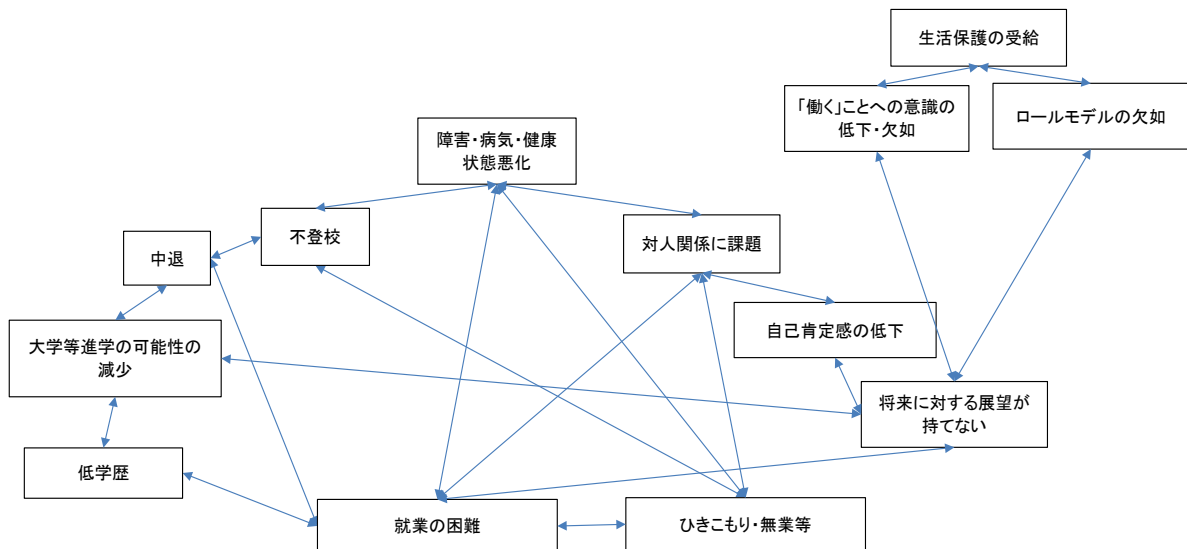 生活保護の受給
「働く」ことへの意識の
低下・欠如
ロールモデルの欠如
障害・病気・健康
状態悪化
不登校
対人関係に課題
中退
自己肯定感の低下
大学等進学の可能性の
減少
将来に対する展望が
持てない
低学歴
就業の困難
ひきこもり・無業等